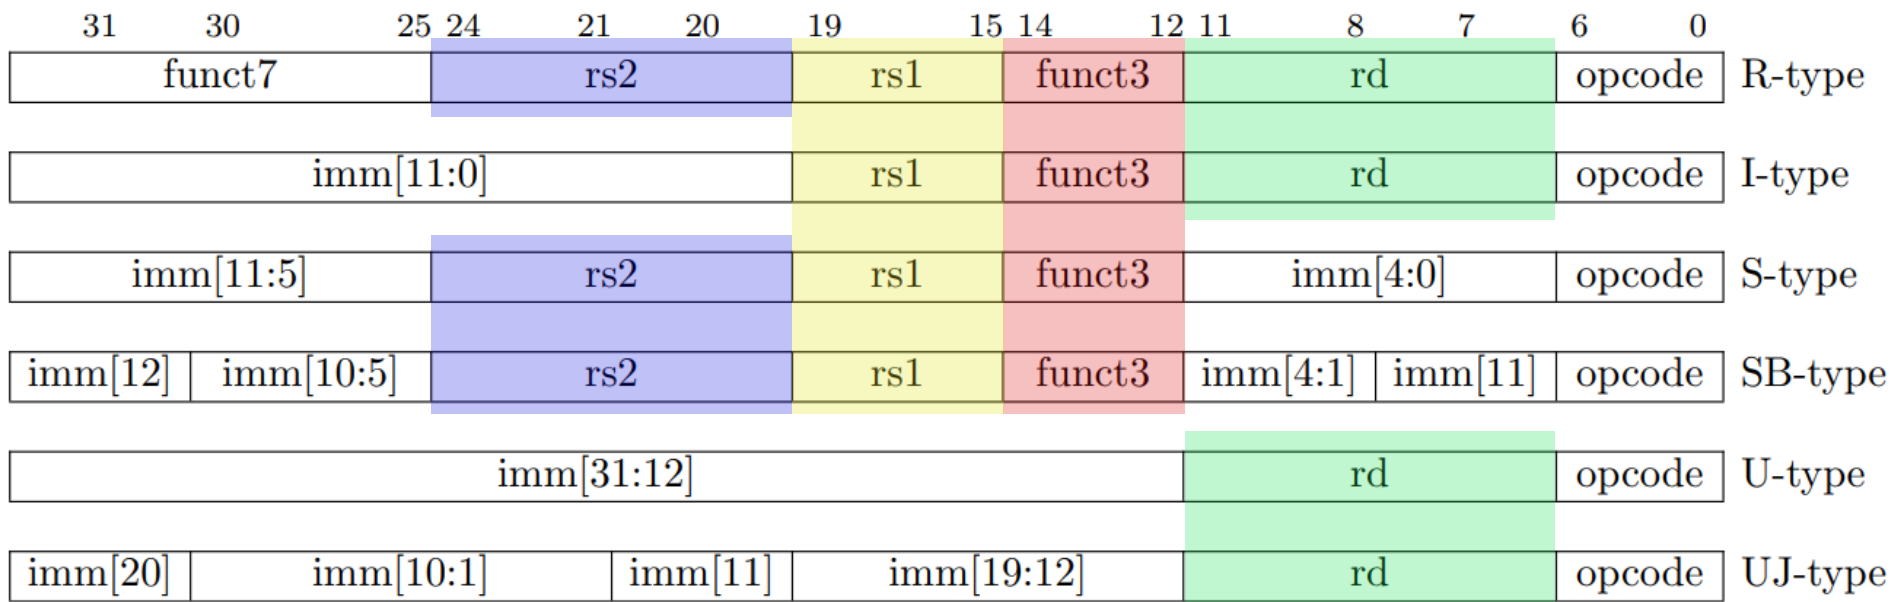 31 30 25 24 21 20 19 15 14 12 11 8 7 6 0
funct7 rs2 rs1 funct3 rd opcode R-type
imm[11:0] rs1 funct3 rd opcode I-type
imm[11:5] rs2 rs1 funct3 imm[4:0] opcode S-type
imm[12] imm[10:5] rs2 rs1 funct3 imm[4:1] imm[11] opcode SB-type
imm[31:12] rd opcode U-type
imm[20] imm[10:1] imm[11] imm[19:12] rd opcode UJ-type